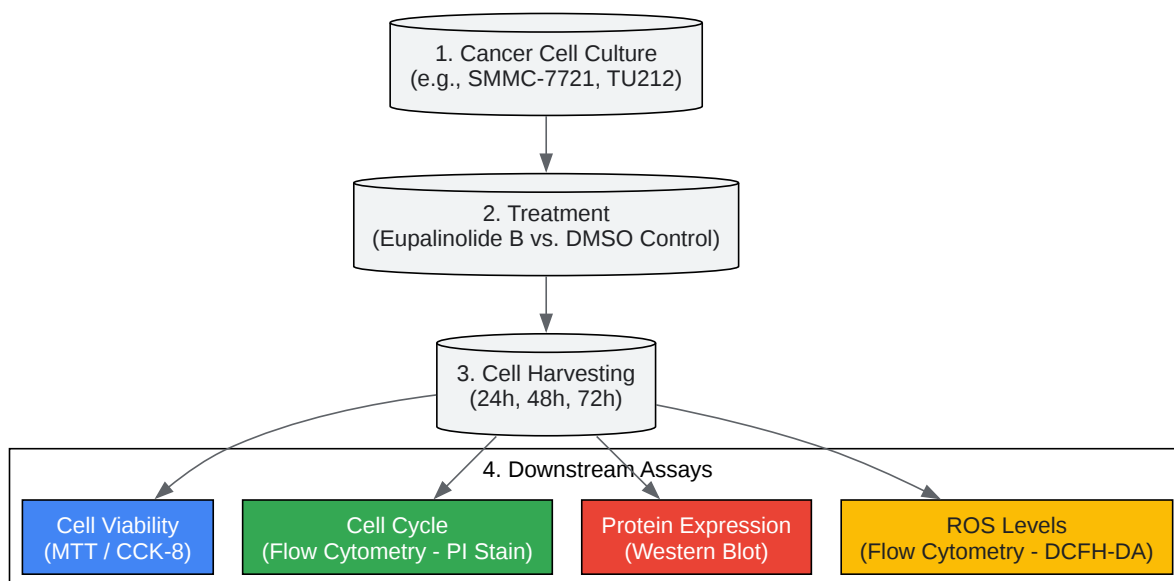 1. Cancer Cell Culture
(e.g., SMMC-7721, TU212)
2. Treatment
(Eupalinolide B vs. DMSO Control)
3. Cell Harvesting
(24h, 48h, 72h)
4. Downstream Assays
Cell Viability
(MTT / CCK-8)
Cell Cycle
(Flow Cytometry - PI Stain)
Protein Expression
(Western Blot)
ROS Levels
(Flow Cytometry - DCFH-DA)